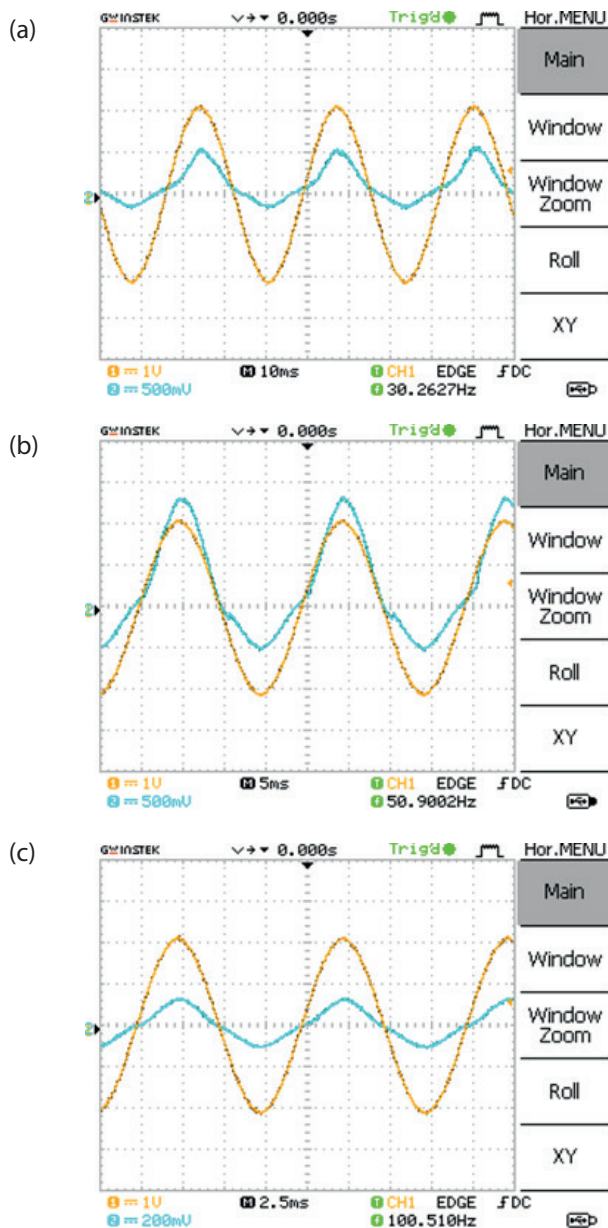 (a)
GWINSTEK 0.000s Trig'd Hor.MENU
Main
Window
Window
Zoom
Roll
XY
2
1 1V M 10ms T CH1 EDGE DC
2 500mV f 30.2627Hz
(b)
GWINSTEK 0.000s Trig'd Hor.MENU
Main
Window
Window
Zoom
Roll
XY
2
1 1V M 5ms T CH1 EDGE DC
2 500mV f 50.9002Hz
(c)
GWINSTEK 0.000s Trig'd Hor.MENU
Main
Window
Window
Zoom
Roll
XY
2
1 1V M 2.5ms T CH1 EDGE DC
2 200mV f 100.510Hz